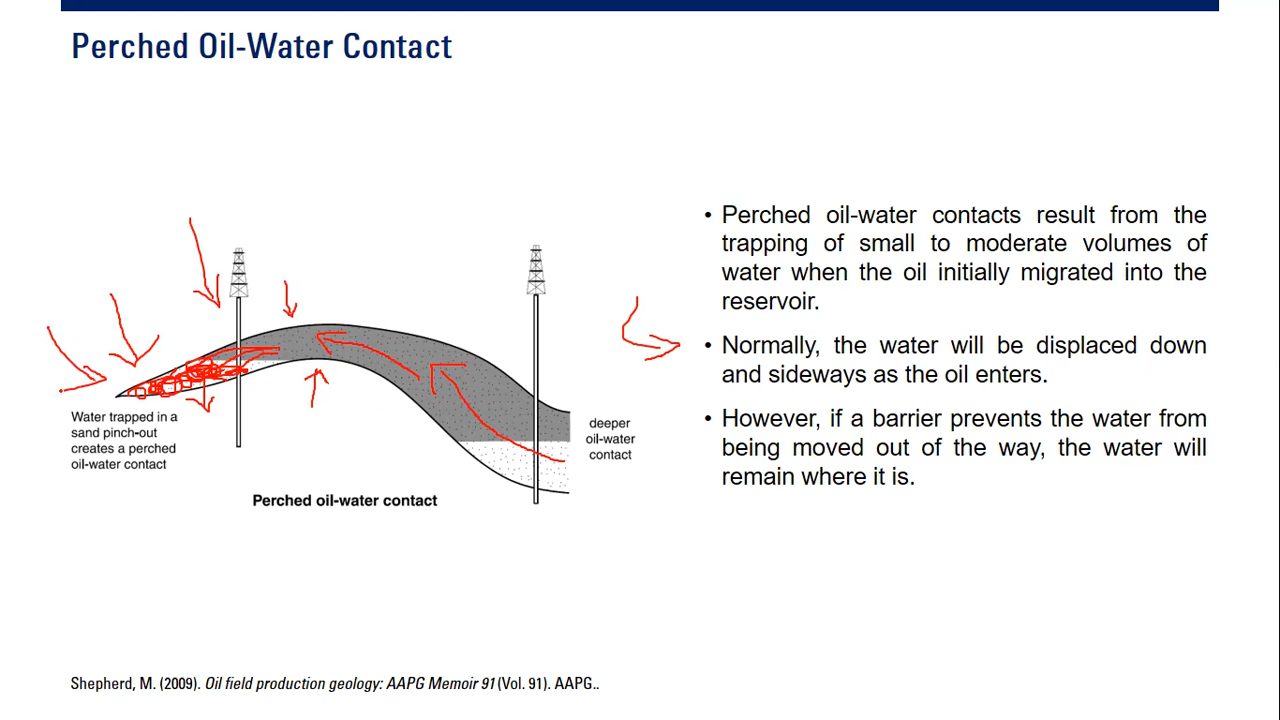 Perched Oil-Water Contact
Water trapped in a
sand pinch-out
creates a perched
oil-water contact
deeper
oil-water
contact
Perched oil-water contact
• Perched oil-water contacts result from the
trapping of small to moderate volumes of
water when the oil initially migrated into the
reservoir.
• Normally, the water will be displaced down
and sideways as the oil enters.
• However, if a barrier prevents the water from
being moved out of the way, the water will
remain where it is.
Shepherd, M. (2009). Oil field production geology: AAPG Memoir 91 (Vol. 91). AAPG..